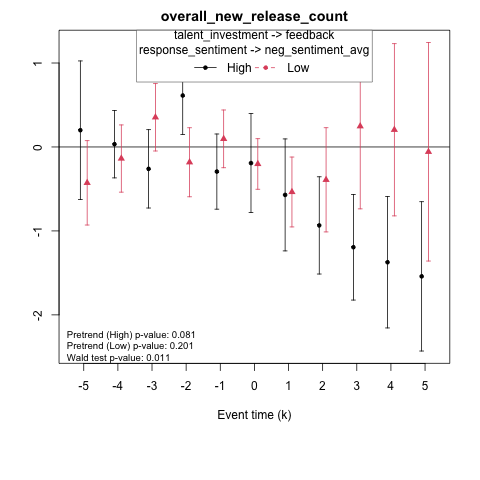 overall_new_release_count
talent_investment -> feedback
response_sentiment -> neg_sentiment_avg
High Low
1
0
-1
-2
Pretrend (High) p-value: 0.081
Pretrend (Low) p-value: 0.201
Wald test p-value: 0.011
-5 -4 -3 -2 -1 0 1 2 3 4 5
Event time (k)